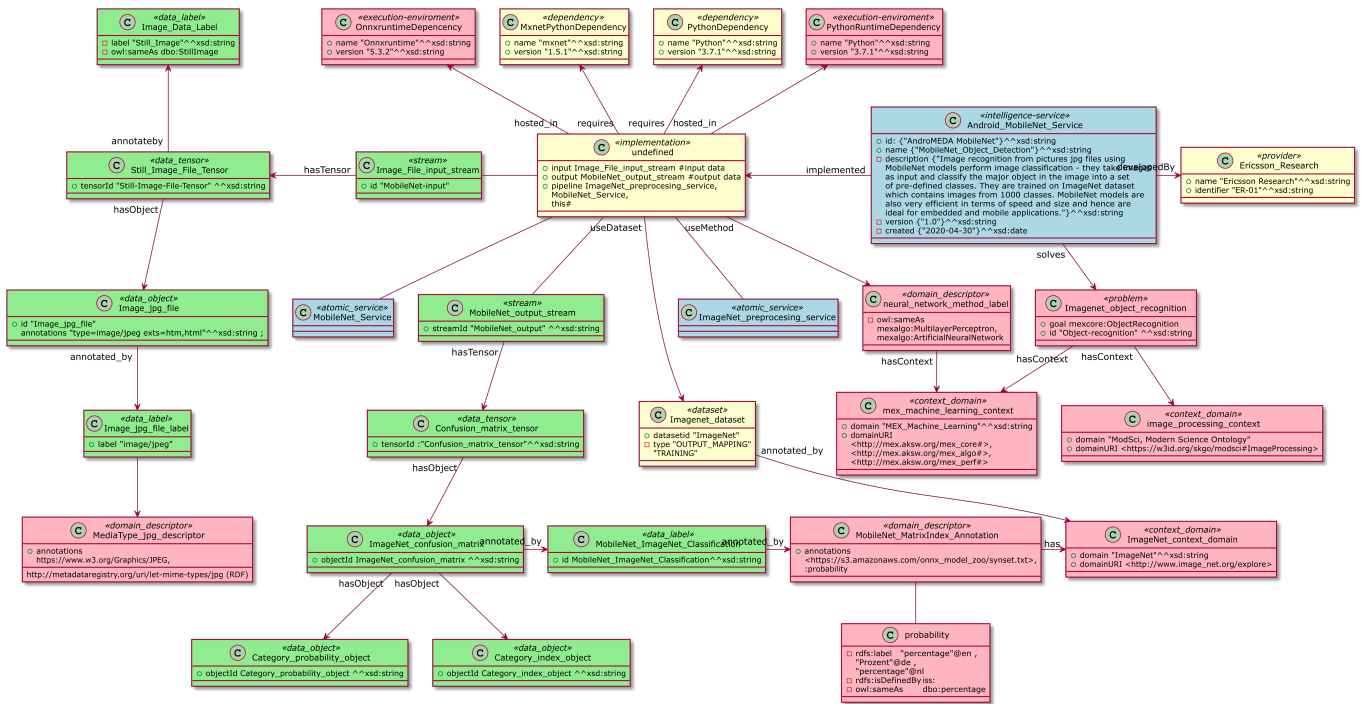 «data_label»
Image_Data_Label
label "Still_Image"^^xsd:string
owl:sameAs dbo:StillImage
«execution-enviroment»
OnnxruntimeDepencency
name "Onnxruntime"^^xsd:string
version "5.3.2"^^xsd:string
«dependency»
MxnetPythonDependency
name "mxnet"^^xsd:string
version "1.5.1"^^xsd:string
«dependency»
PythonDependency
name "Python"^^xsd:string
version "3.7.1"^^xsd:string
«execution-enviroment»
PythonRuntimeDependency
name "Python"^^xsd:string
version "3.7.1"^^xsd:string
annotateby
hosted_in
requires
requires
hosted_in
«data_tensor»
Still_Image_File_Tensor
tensorId "Still-Image-File-Tensor" ^^xsd:string
hasTensor
«stream»
Image_File_input_stream
id "MobileNet-input"
«implementation»
undefined
input Image_File_input_stream #input data
output MobileNet_output_stream #output data
pipeline ImageNet_preprocesing_service,
MobileNet_Service,
this#
implemented
«intelligence-service»
Android_MobileNet_Service
id: {"AndroMEDA MobileNet"}^^xsd:string
name {"MobileNet_Object_Detection"}^^xsd:string
description {"Image recognition from pictures jpg files using
MobileNet models perform image classification - they take
as input and classify the major object in the image into a set
of pre-defined classes. They are trained on ImageNet dataset
which contains images from 1000 classes. MobileNet models are
also very efficient in terms of speed and size and hence are
ideal for embedded and mobile applications."}^^xsd:string
version {"1.0"}^^xsd:string
created {"2020-04-30"}^^xsd:date
developedBy
«provider»
Ericsson_Research
name "Ericsson Research"^^xsd:string
identifier "ER-01"^^xsd:string
hasObject
useDataset
useMethod
solves
«data_object»
Image_jpg_file
id "Image_jpg_file"
annotations "type=image/jpeg exts=htm,html"^^xsd:string ;
«atomic_service»
MobileNet_Service
«stream»
MobileNet_output_stream
streamId "MobileNet_output" ^^xsd:string
«atomic_service»
ImageNet_preprocesing_service
«domain_descriptor»
neural_network_method_label
owl:sameAs
mexalgo:MultilayerPerceptron,
mexalgo:ArtificialNeuralNetwork
«problem»
Imagenet_object_recognition
goal mexcore:ObjectRecognition
id "Object-recognition" ^^xsd:string
annotated_by
hasTensor
hasContext
hasContext
hasContext
«data_label»
Image_jpg_file_label
label "image/jpeg"
«data_tensor»
Confusion_matrix_tensor
tensorId :"Confusion_matrix_tensor"^^xsd:string
«dataset»
Imagenet_dataset
datasetid "ImageNet"
type "OUTPUT_MAPPING"
"TRAINING"
«context_domain»
mex_machine_learning_context
domain "MEX_Machine_Learning"^^xsd:string
domainURI
<http://mex.aksw.org/mex_core#>,
<http://mex.aksw.org/mex_algo#>,
<http://mex.aksw.org/mex_perf#>
«context_domain»
image_processing_context
domain "ModSci, Modern Science Ontology"
domainURI <https://w3id.org/skgo/modsci#ImageProcessing>
hasObject
annotated_by
«domain_descriptor»
MediaType_jpg_descriptor
annotations
https://www.w3.org/Graphics/JPEG,
http://metadataregistry.org/uri/let-mime-types/jpg (RDF)
«data_object»
ImageNet_confusion_matrix
objectId ImageNet_confusion_matrix ^^xsd:string
annotated_by
«data_label»
MobileNet_ImageNet_Classification
id MobileNet_ImageNet_Classification^^xsd:string
annotated_by
«domain_descriptor»
MobileNet_MatrixIndex_Annotation
annotations
<https://s3.amazonaws.com/onnx_model_zoo/synset.txt>,
:probability
has
«context_domain»
ImageNet_context_domain
domain "ImageNet"^^xsd:string
domainURI <http://www.image_net.org/explore>
hasObject
hasObject
«data_object»
Category_probability_object
objectId Category_probability_object ^^xsd:string
«data_object»
Category_index_object
objectId Category_index_object ^^xsd:string
probability
rdfs:label "percentage"@en ,
"Prozent"@de ,
"percentage"@nl
rdfs:isDefinedBy iss:
owl:sameAs dbo:percentage